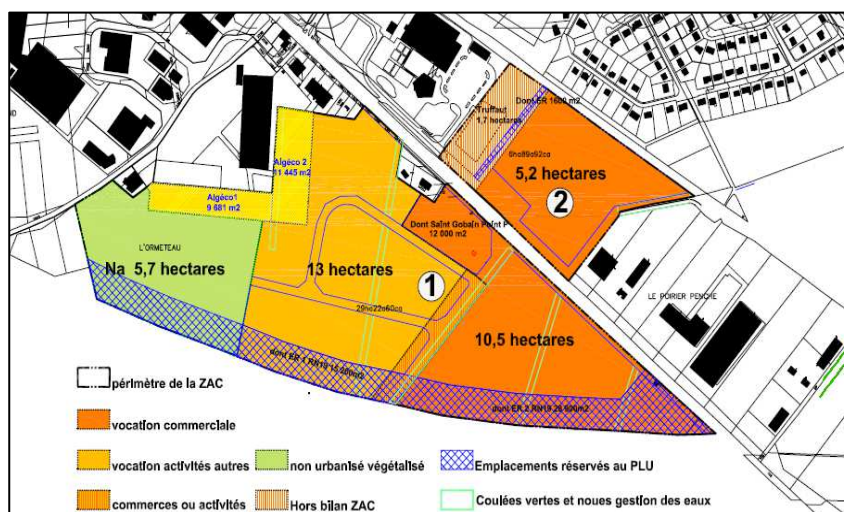 Dont ER 1600 m2
Truffaut
1,7 hectares
5,2 hectares
2
Algéco 2
11 445 m2
Algéco1
9 681 m2
Dont Saint Gobain Point P
12 000 m2
L'ORMETEAU
Na 5,7 hectares
13 hectares
1
LE POIRIER PENCHE
10,5 hectares
périmètre de la ZAC
vocation commerciale
vocation activités autres
non urbanisé végétalisé
Emplacements réservés au PLU
commerces ou activités
Hors bilan ZAC
Coulées vertes et noues gestion des eaux